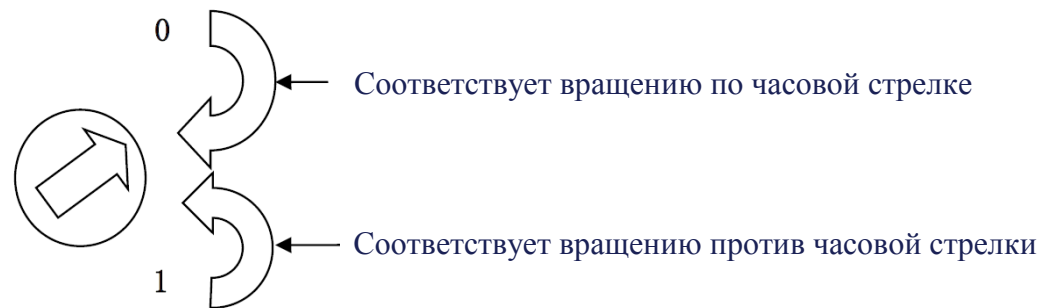 0
Соответствует вращению по часовой стрелке
Соответствует вращению против часовой стрелки
1